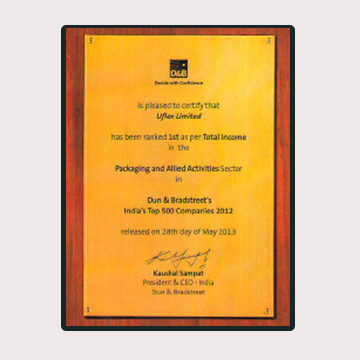 D&B
Decide with Confidence
is pleased to certify that
Uflex Limited
has been ranked 1st as per Total Income
in the
Packaging and Allied Activities Sector
in
Dun & Bradstreet's
India's Top 500 Companies 2012
released on 28th day of May 2013
Kaushal Sampat
President & CEO - India
Dun & Bradstreet